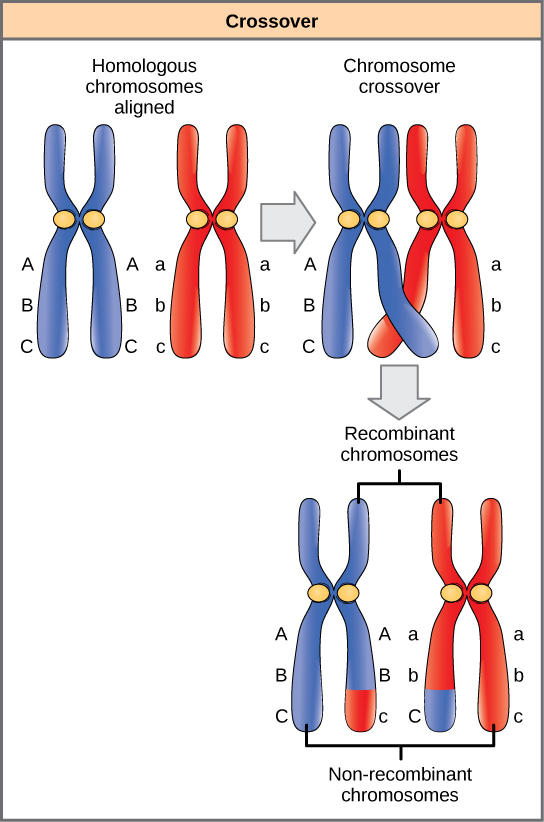 Crossover
Homologous
chromosomes
aligned
Chromosome
crossover
A A a a
B B b b
C C c c
A a
B b
C c
Recombinant
chromosomes
A A a a
B B b b
C c C c
Non-recombinant
chromosomes